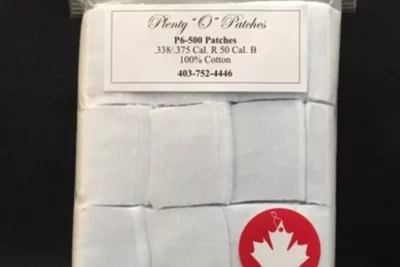 Plenty "O" Patches
P6-500 Patches
.338/.375 Cal. R 50 Cal. B
100% Cotton
403-752-4446